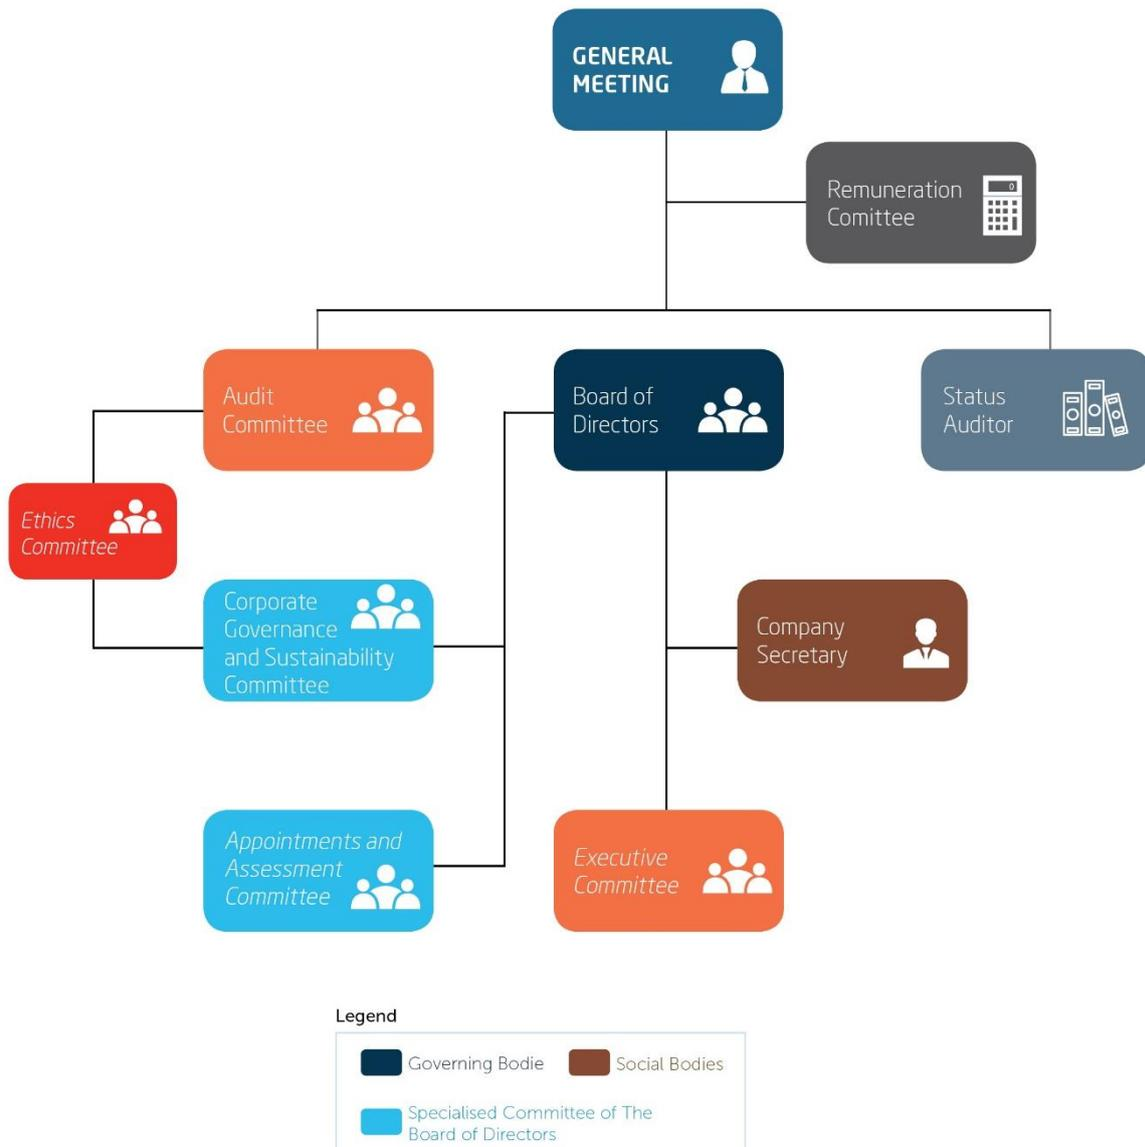 GENERAL
MEETING
Remuneration
Comittee
0
Audit
Committee
Board of
Directors
Status
Auditor
Ethics
Committee
Corporate
Governance
and Sustainability
Committee
Company
Secretary
Appointments and
Assessment
Committee
Executive
Committee
Legend
Governing Bodie
Social Bodies
Specialised Committee of The
Board of Directors